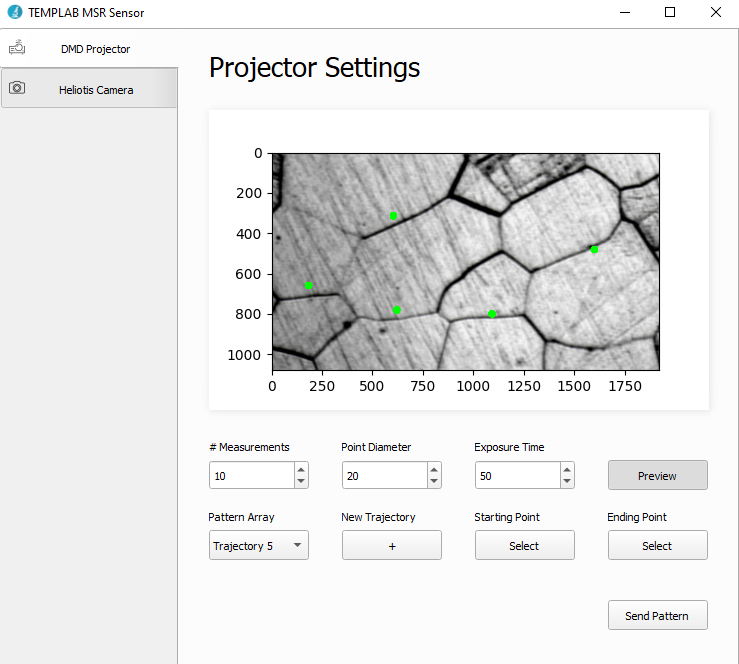 TEMPLAB MSR Sensor
DMD Projector
Heliotis Camera
Projector Settings
0
200
400
600
800
1000
0 250 500 750 1000 1250 1500 1750
# Measurements Point Diameter Exposure Time
10 20 50 Preview
Pattern Array New Trajectory Starting Point Ending Point
Trajectory 5 + Select Select
Send Pattern